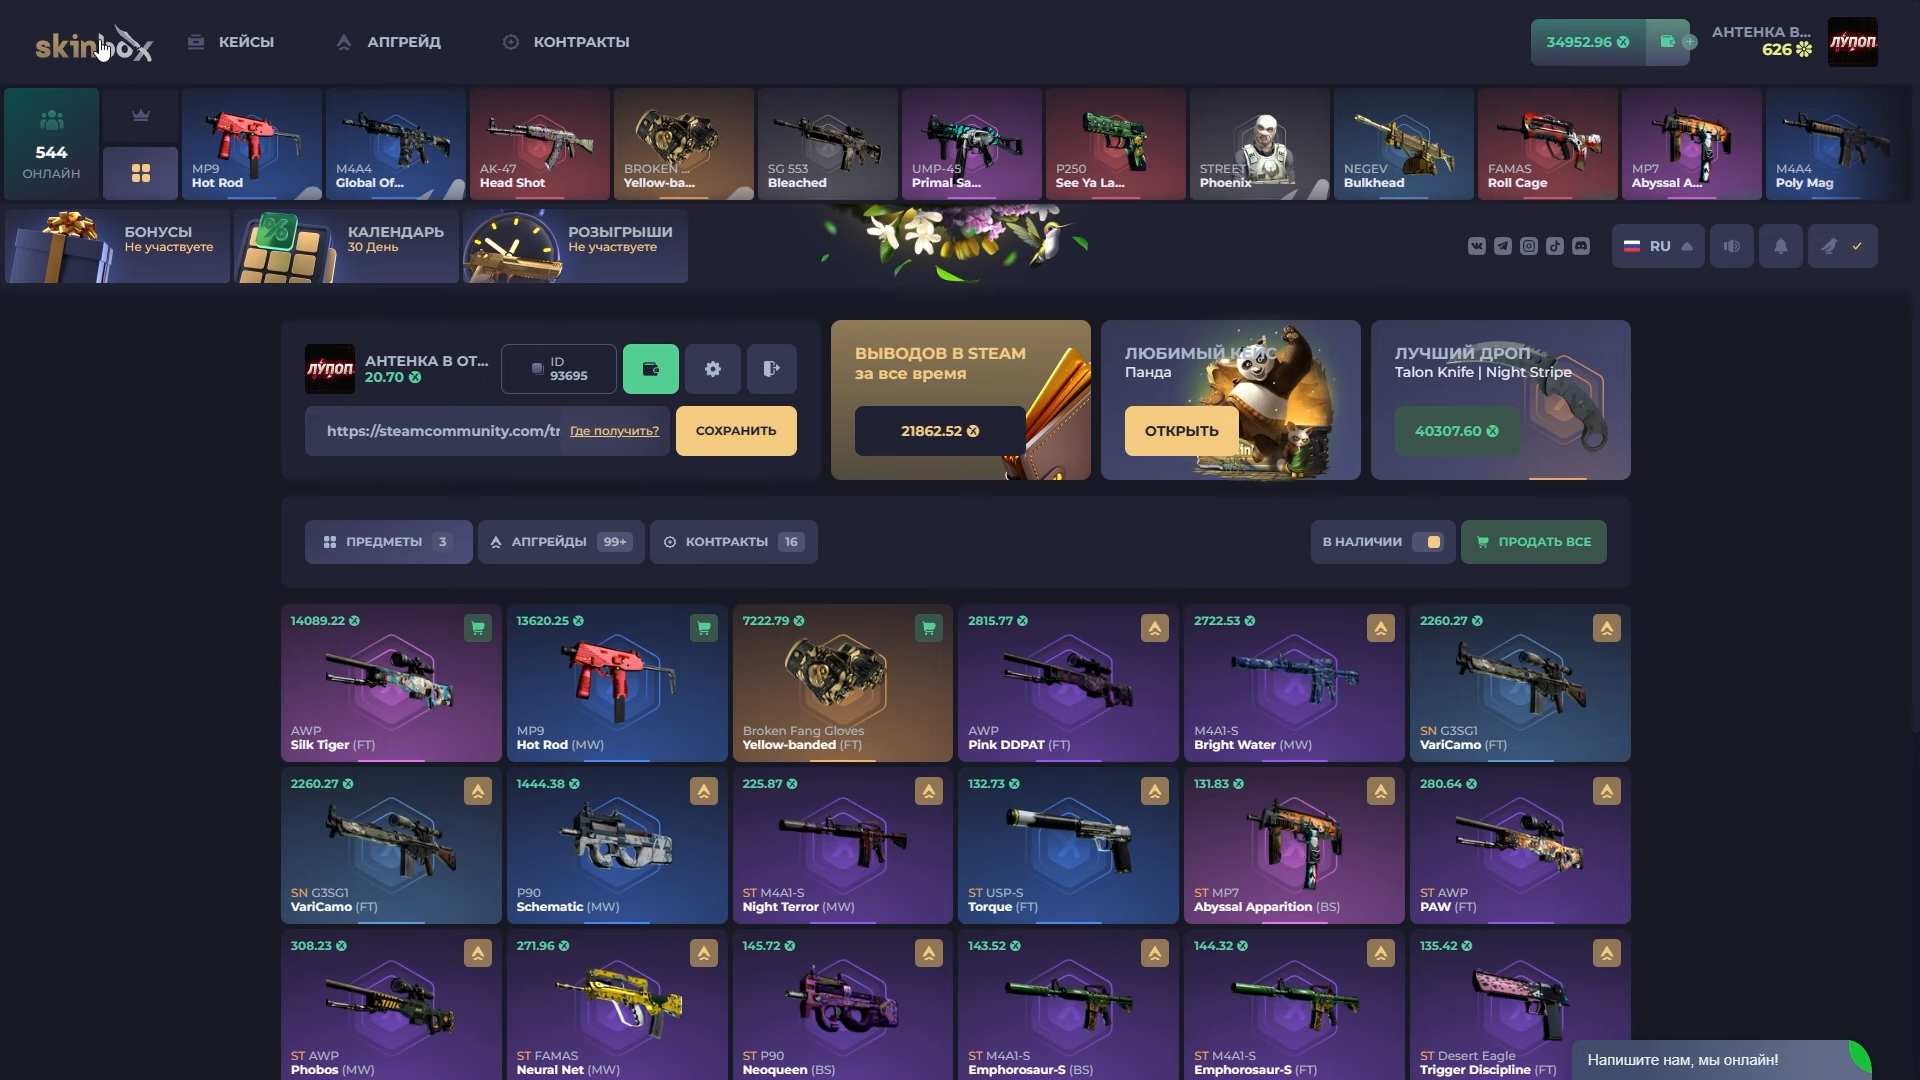 skinbox
КЕЙСЫ
АПГРЕЙД
КОНТРАКТЫ
34952.96
АНТЕНКА В...
626
ЛУПОП
544
ОНЛАЙН
MP9
Hot Rod
M4A4
Global Of...
AK-47
Head Shot
BROKEN ...
Yellow-ba...
SG 553
Bleached
UMP-45
Primal Sa...
P250
See Ya La...
STREET
Phoenix
NEGEV
Bulkhead
FAMAS
Roll Cage
MP7
Abyssal A...
M4A4
Poly Mag
БОНУСЫ
Не участвуете
КАЛЕНДАРЬ
30 День
РОЗЫГРЫШИ
Не участвуете
RU
ЛУПОП
АНТЕНКА В ОТ...
20.70
ID
93695
https://steamcommunity.com/tr
Где получить?
СОХРАНИТЬ
ВЫВОДОВ В STEAM
за все время
21862.52
ЛЮБИМЫЙ КЕЙС
Панда
ОТКРЫТЬ
ЛУЧШИЙ ДРОП
Talon Knife | Night Stripe
40307.60
ПРЕДМЕТЫ 3
АПГРЕЙДЫ 99+
КОНТРАКТЫ 16
В НАЛИЧИИ
ПРОДАТЬ ВСЕ
14089.22
AWP
Silk Tiger (FT)
13620.25
MP9
Hot Rod (MW)
7222.79
Broken Fang Gloves
Yellow-banded (FT)
2815.77
AWP
Pink DDPAT (FT)
2722.53
M4A1-S
Bright Water (MW)
2260.27
SN G3SG1
VariCamo (FT)
2260.27
SN G3SG1
VariCamo (FT)
1444.38
P90
Schematic (MW)
225.87
ST M4A1-S
Night Terror (MW)
132.73
ST USP-S
Torque (FT)
131.83
ST MP7
Abyssal Apparition (BS)
280.64
ST AWP
PAW (FT)
308.23
ST AWP
Phobos (MW)
271.96
ST FAMAS
Neural Net (MW)
145.72
ST P90
Neoqueen (BS)
143.52
ST M4A1-S
Emphorosaur-S (BS)
144.32
ST M4A1-S
Emphorosaur-S (FT)
135.42
ST Desert Eagle
Trigger Discipline (FT)
Напишите нам, мы онлайн!